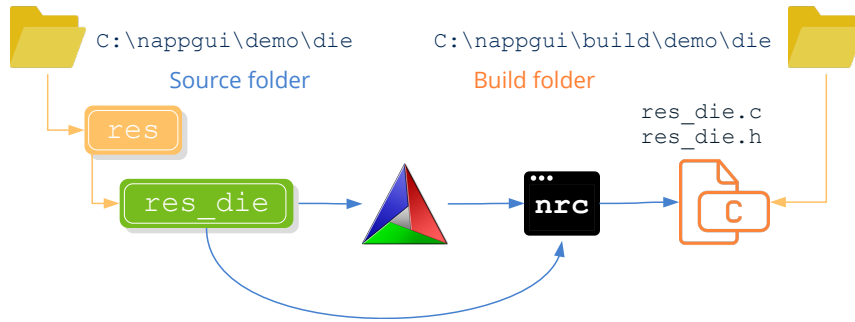 C:\nappgui\demo\die
C:\nappgui\build\demo\die
Source folder
Build folder
res_die.c
res_die.h
res
res_die
nrc
C